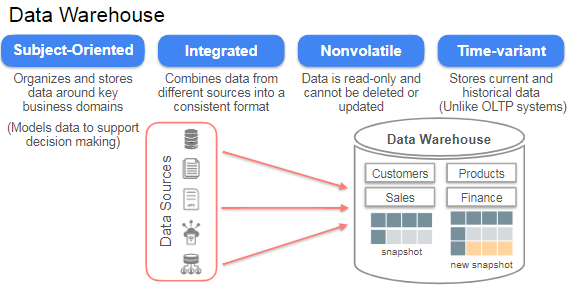 Data Warehouse
Subject-Oriented
Integrated
Nonvolatile
Time-variant
Organizes and stores
data around key
business domains
(Models data to support
decision making)
Combines data from
different sources into a
consistent format
Data is read-only and
cannot be deleted or
updated
Stores current and
historical data
(Unlike OLTP systems)
Data Sources
Data Warehouse
Customers
Products
Sales
Finance
snapshot
new snapshot